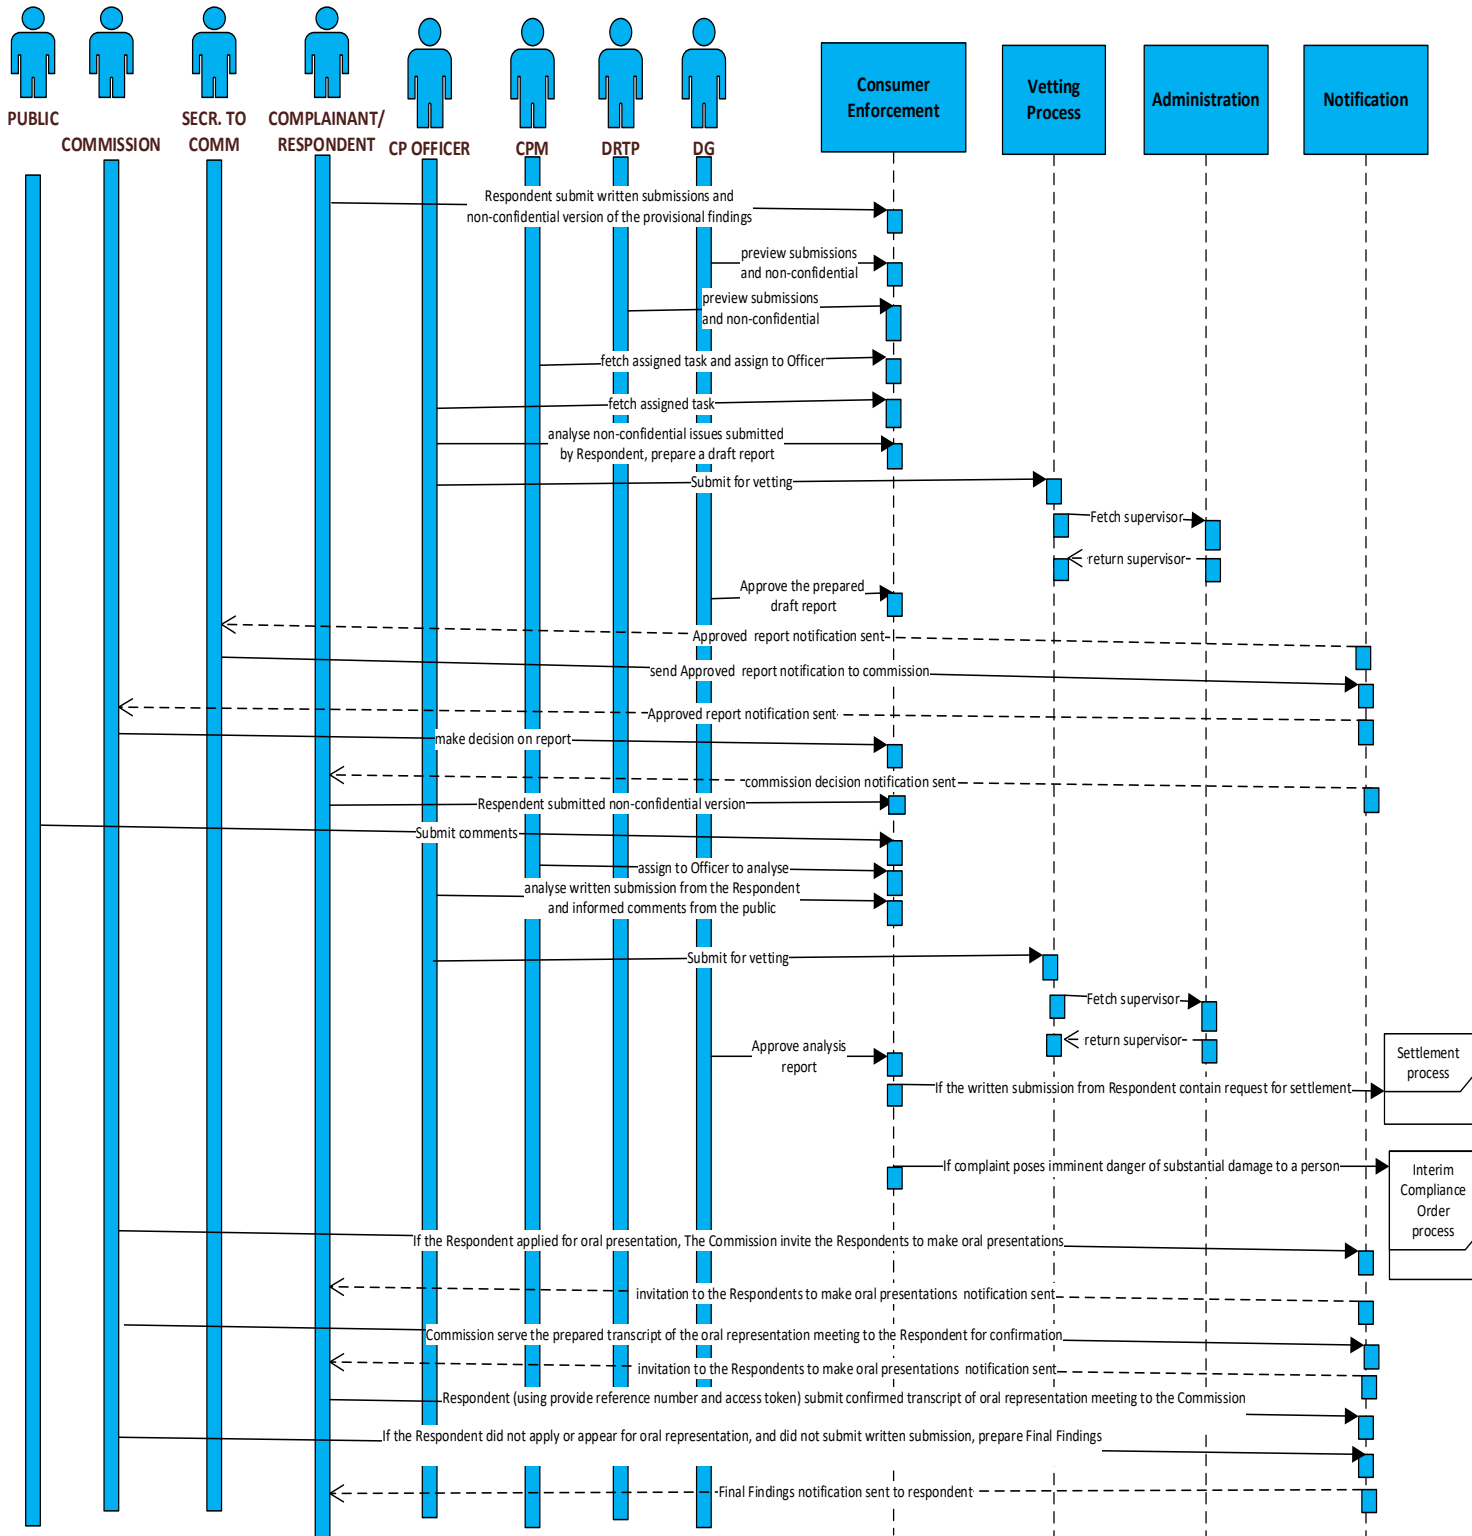 PUBLIC
COMMISSION
SECR. TO
COMM
COMPLAINANT/
RESPONDENT
CP OFFICER
CPM
DRTP
DG
Consumer
Enforcement
Vetting
Process
Administration
Notification
Respondent submit written submissions and
non-confidential version of the provisional findings
preview submissions
and non-confidential
preview submissions
and non-confidential
fetch assigned task and assign to Officer
fetch assigned task
analyse non-confidential issues submitted
by Respondent, prepare a draft report
Submit for vetting
Fetch supervisor
return supervisor
Approve the prepared
draft report
Approved report notification sent
send Approved report notification to commission
Approved report notification sent
make decision on report
commission decision notification sent
Respendent submitted non-confidential version
Submit comments
assign to Officer to analyse
analyse written submission from the Respondent
and informed comments from the public
Submit for vetting
Fetch supervisor
return supervisor
Approve analysis
report
Settlement
process
If the written submission from Respondent contain request for settlement
If complaint poses imminent danger of substantial damage to a person
Interim
Compliance
Order
process
If the Respondent applied for oral presentation, The Commission invite the Respondents to make oral presentations
invitation to the Respondents to make oral presentations notification sent
Commission serve the prepared transcript of the oral representation meeting to the Respondent for confirmation
invitation to the Respondents to make oral presentations notification sent
Respondent (using provide reference number and access token) submit confirmed transcript of oral representation meeting to the Commission
If the Respondent did not apply or appear for oral representation, and did not submit written submission, prepare Final Findings
Final Findings notification sent to respondent